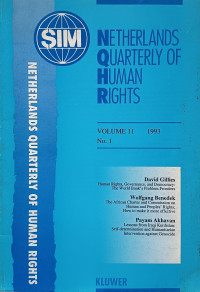 SIM
NETHERLANDS
QUARTERLY OF
HUMAN
RIGHTS
NETHERLANDS QUARTERLY OF HUMAN RIGHTS
VOLUME 11 1993
No. 1
David Gillies
Human Rights, Governance, and Democracy:
The World Bank's Problem Frontiers
Wolfgang Benedek
The African Charter and Commission on
Human and Peoples' Rights:
How to make it more effective
Payam Akhavan
Lessons from Iraqi Kurdistan:
Self-determination and Humanitarian
Intervention against Genocide
KLUWER